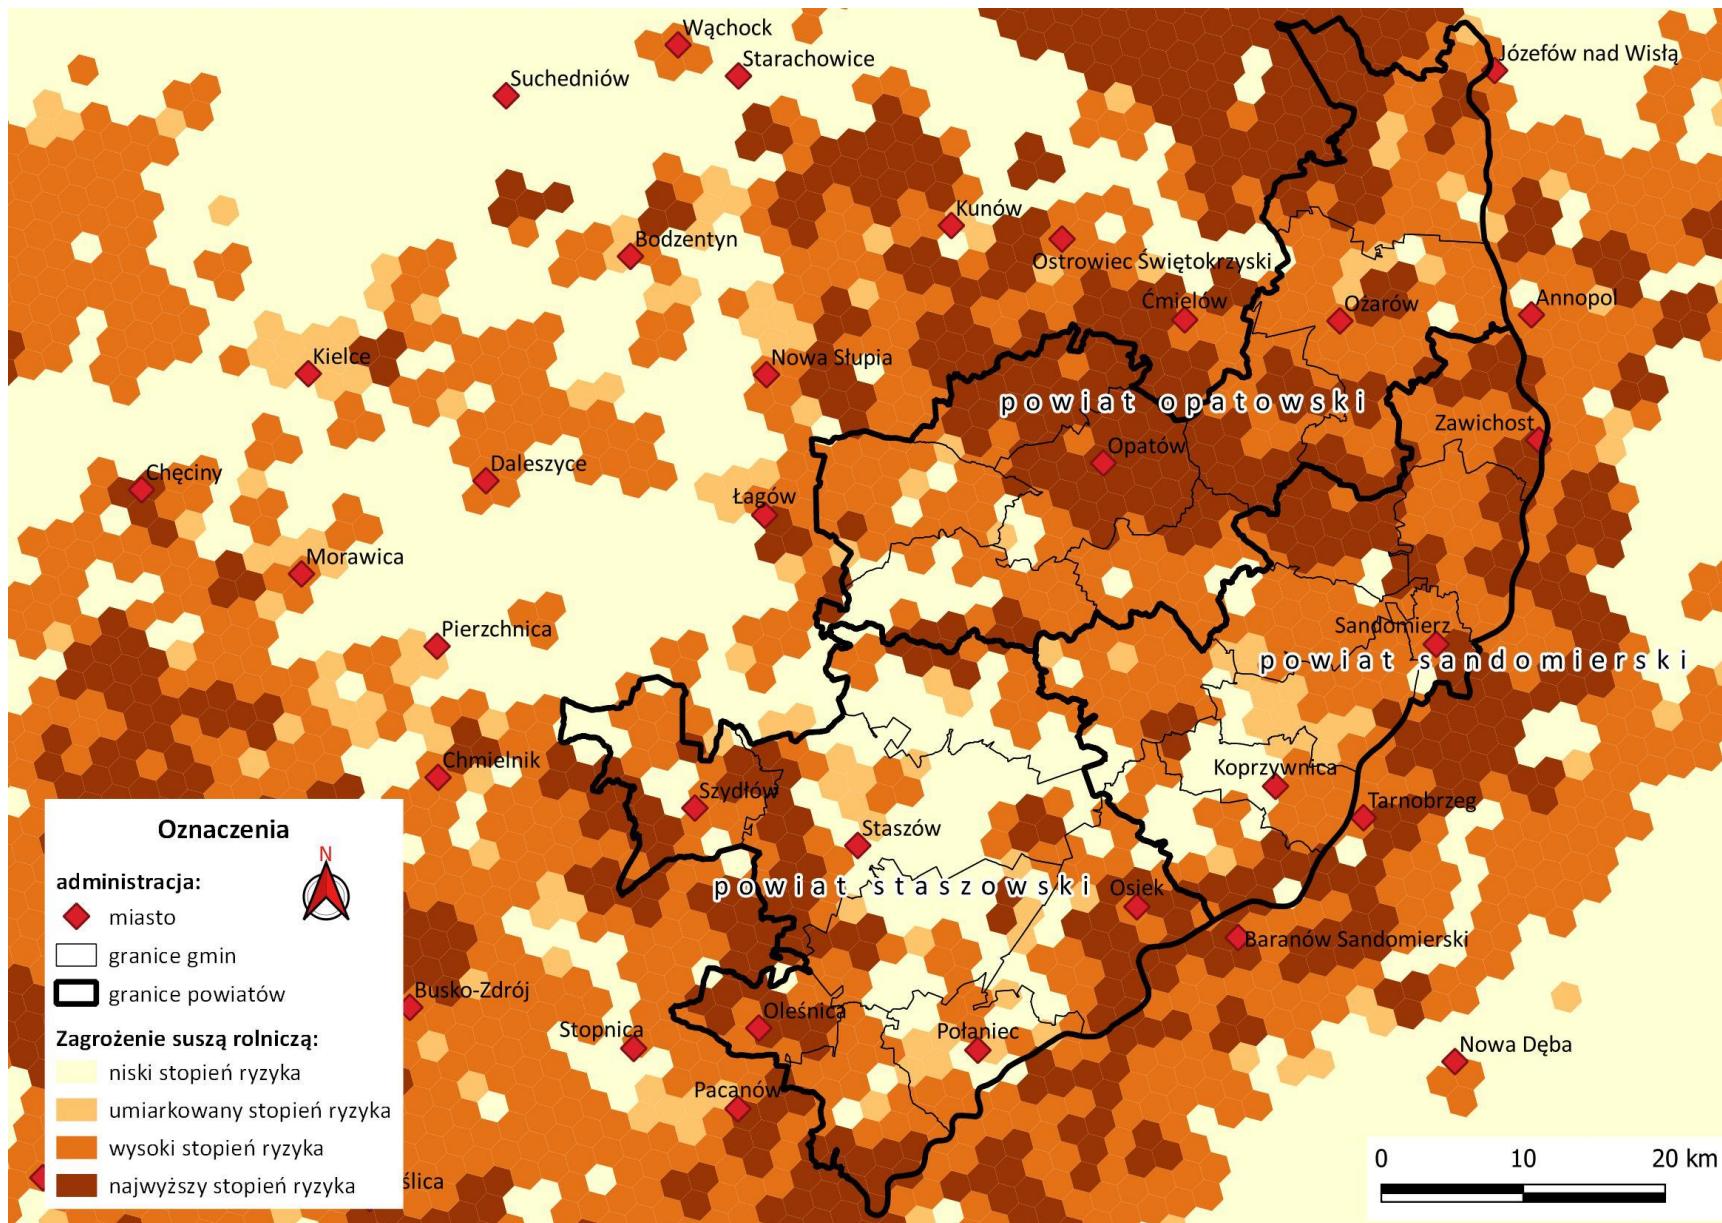 Wąchock
Starachowice
Suchedniów
Józefów nad Wisłą
Kunów
Bodzentyn
Ostrowiec Świętokrzyski
Ćmielów
Ożarów
Annopol
Kielce
Nowa Słupia
powiat opatowski
Zawichost
Opatów
Chęciny
Daleszyce
Łagów
Morawica
Pierzchnica
Sandomierz
powiat sandomierski
Chmielnik
Koprzywnica
Szydłów
Tarnobrzeg
Staszów
powiat staszowski
Osiek
Baranów Sandomierski
Busko-Zdrój
Oleśnica
Stopnica
Połaniec
Nowa Dęba
Pacanów
ślica
Oznaczenia
N
administracja:
miasto
granice gmin
granice powiatów
Zagrożenie suszą rolniczą:
niski stopień ryzyka
umiarkowany stopień ryzyka
wysoki stopień ryzyka
najwyższy stopień ryzyka
0 10 20 km